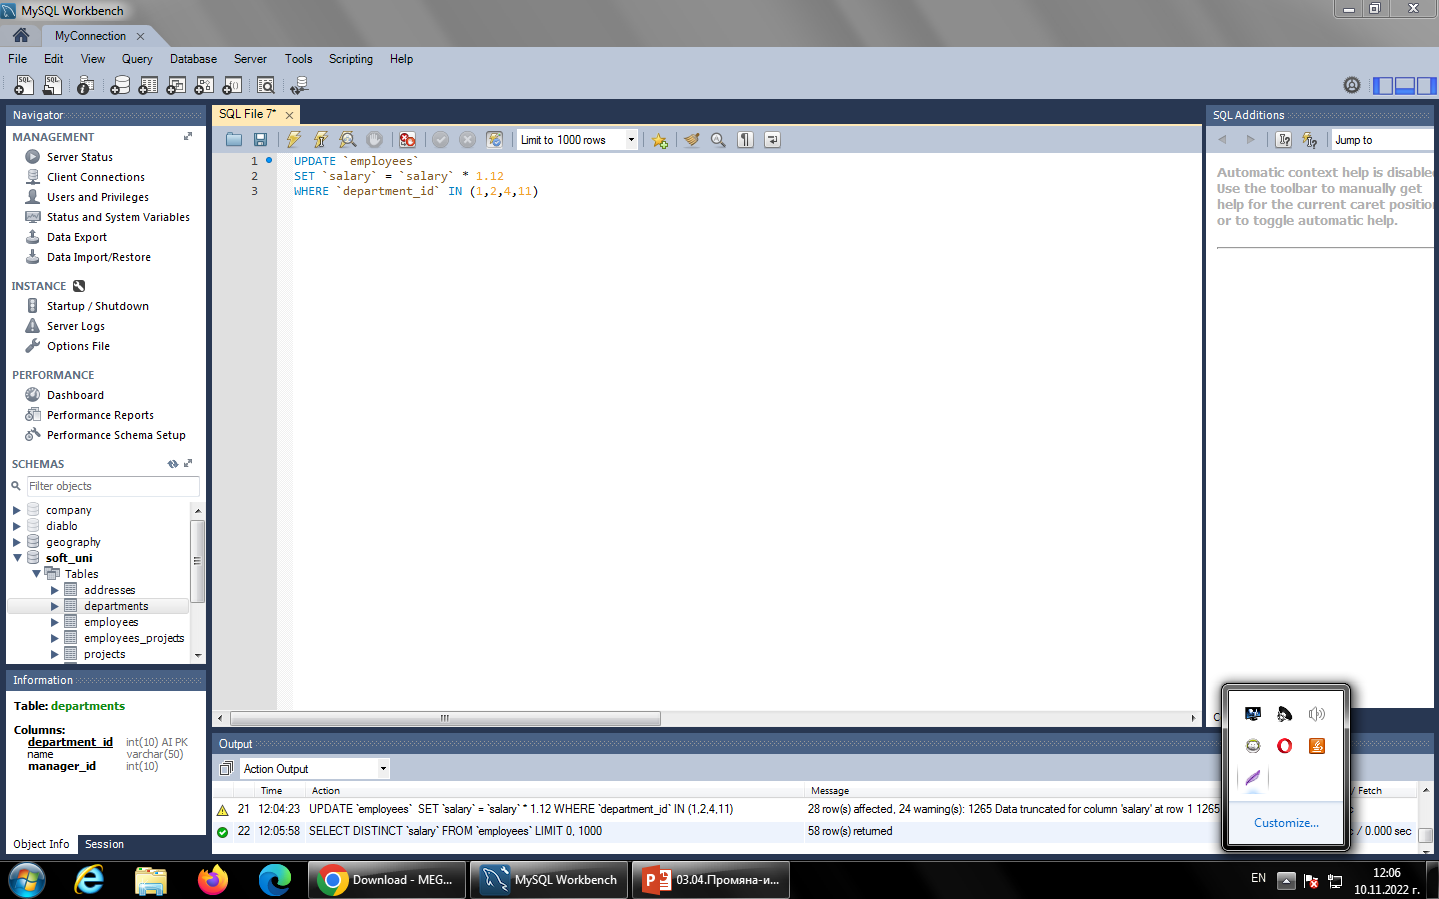 MySQL Workbench
MyConnection
File Edit View Query Database Server Tools Scripting Help
Navigator
MANAGEMENT
Server Status
Client Connections
Users and Privileges
Status and System Variables
Data Export
Data Import/Restore
INSTANCE
Startup / Shutdown
Server Logs
Options File
PERFORMANCE
Dashboard
Performance Reports
Performance Schema Setup
SCHEMAS
Filter objects
company
diablo
geography
soft_uni
Tables
addresses
departments
employees
employees_projects
projects
Information
Table: departments
Columns:
department_id int(10) AI PK
name varchar(50)
manager_id int(10)
Object Info Session
SQL File 7*
Limit to 1000 rows
1 UPDATE `employees`
2 SET `salary` = `salary` * 1.12
3 WHERE `department_id` IN (1,2,4,11)
SQL Additions
Jump to
Automatic context help is disabled
Use the toolbar to manually get
help for the current caret position
or to toggle automatic help.
Output
Action Output
Time Action Message / Fetch
21 12:04:23 UPDATE `employees` SET `salary` = `salary` * 1.12 WHERE `department_id` IN (1,2,4,11) 28 row(s) affected, 24 warning(s): 1265 Data truncated for column 'salary' at row 1 1265
22 12:05:58 SELECT DISTINCT `salary` FROM `employees` LIMIT 0, 1000 58 row(s) returned / 0.000 sec
Customize...
Download - MEG...
MySQL Workbench
03.04.Промяна-и...
EN
12:06
10.11.2022 г.